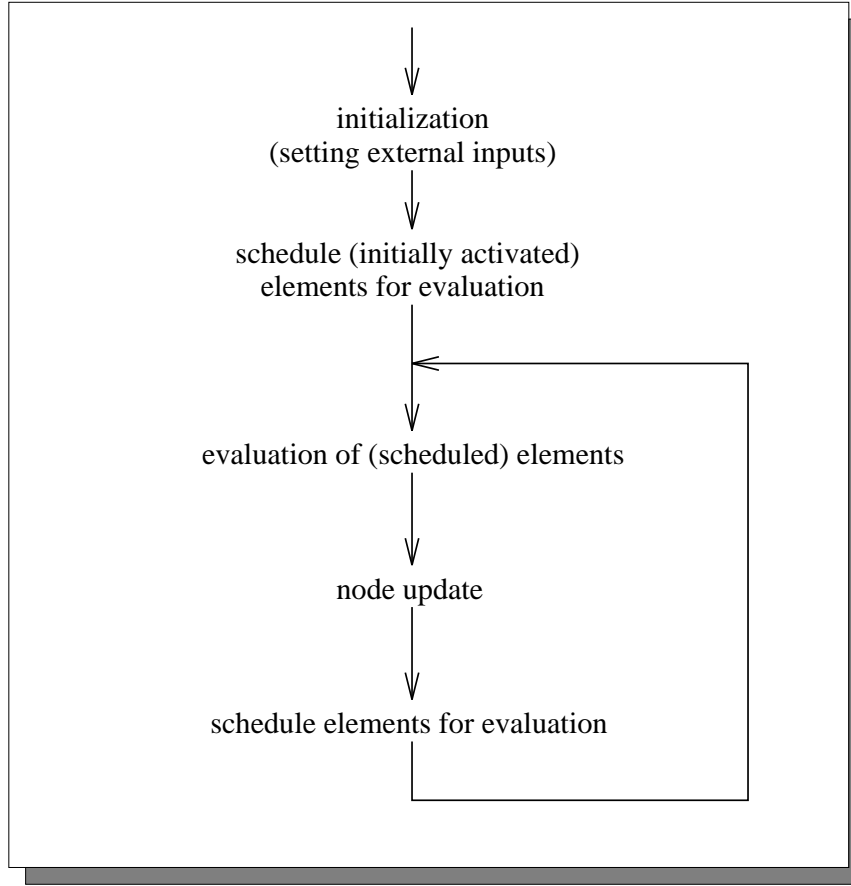 initialization
(setting external inputs)
schedule (initially activated)
elements for evaluation
evaluation of (scheduled) elements
node update
schedule elements for evaluation